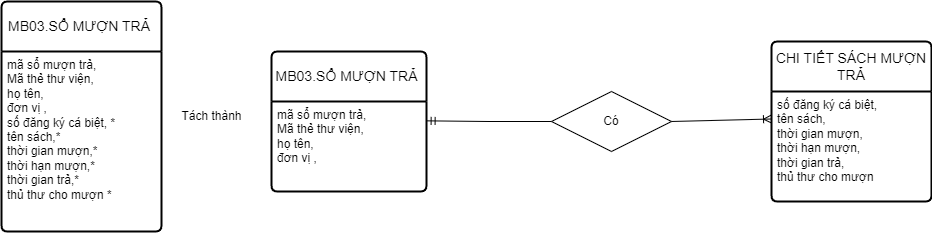 MB03.SỔ MƯỢN TRẢ
mã sổ mượn trả,
Mã thẻ thư viện,
họ tên,
đơn vị ,
số đăng ký cá biệt, *
tên sách,*
thời gian mượn,*
thời hạn mượn,*
thời gian trả,*
thủ thư cho mượn *
Tách thành
MB03.SỔ MƯỢN TRẢ
mã sổ mượn trả,
Mã thẻ thư viện,
họ tên,
đơn vị ,
Có
CHI TIẾT SÁCH MƯỢN
TRẢ
số đăng ký cá biệt,
tên sách,
thời gian mượn,
thời hạn mượn,
thời gian trả,
thủ thư cho mượn